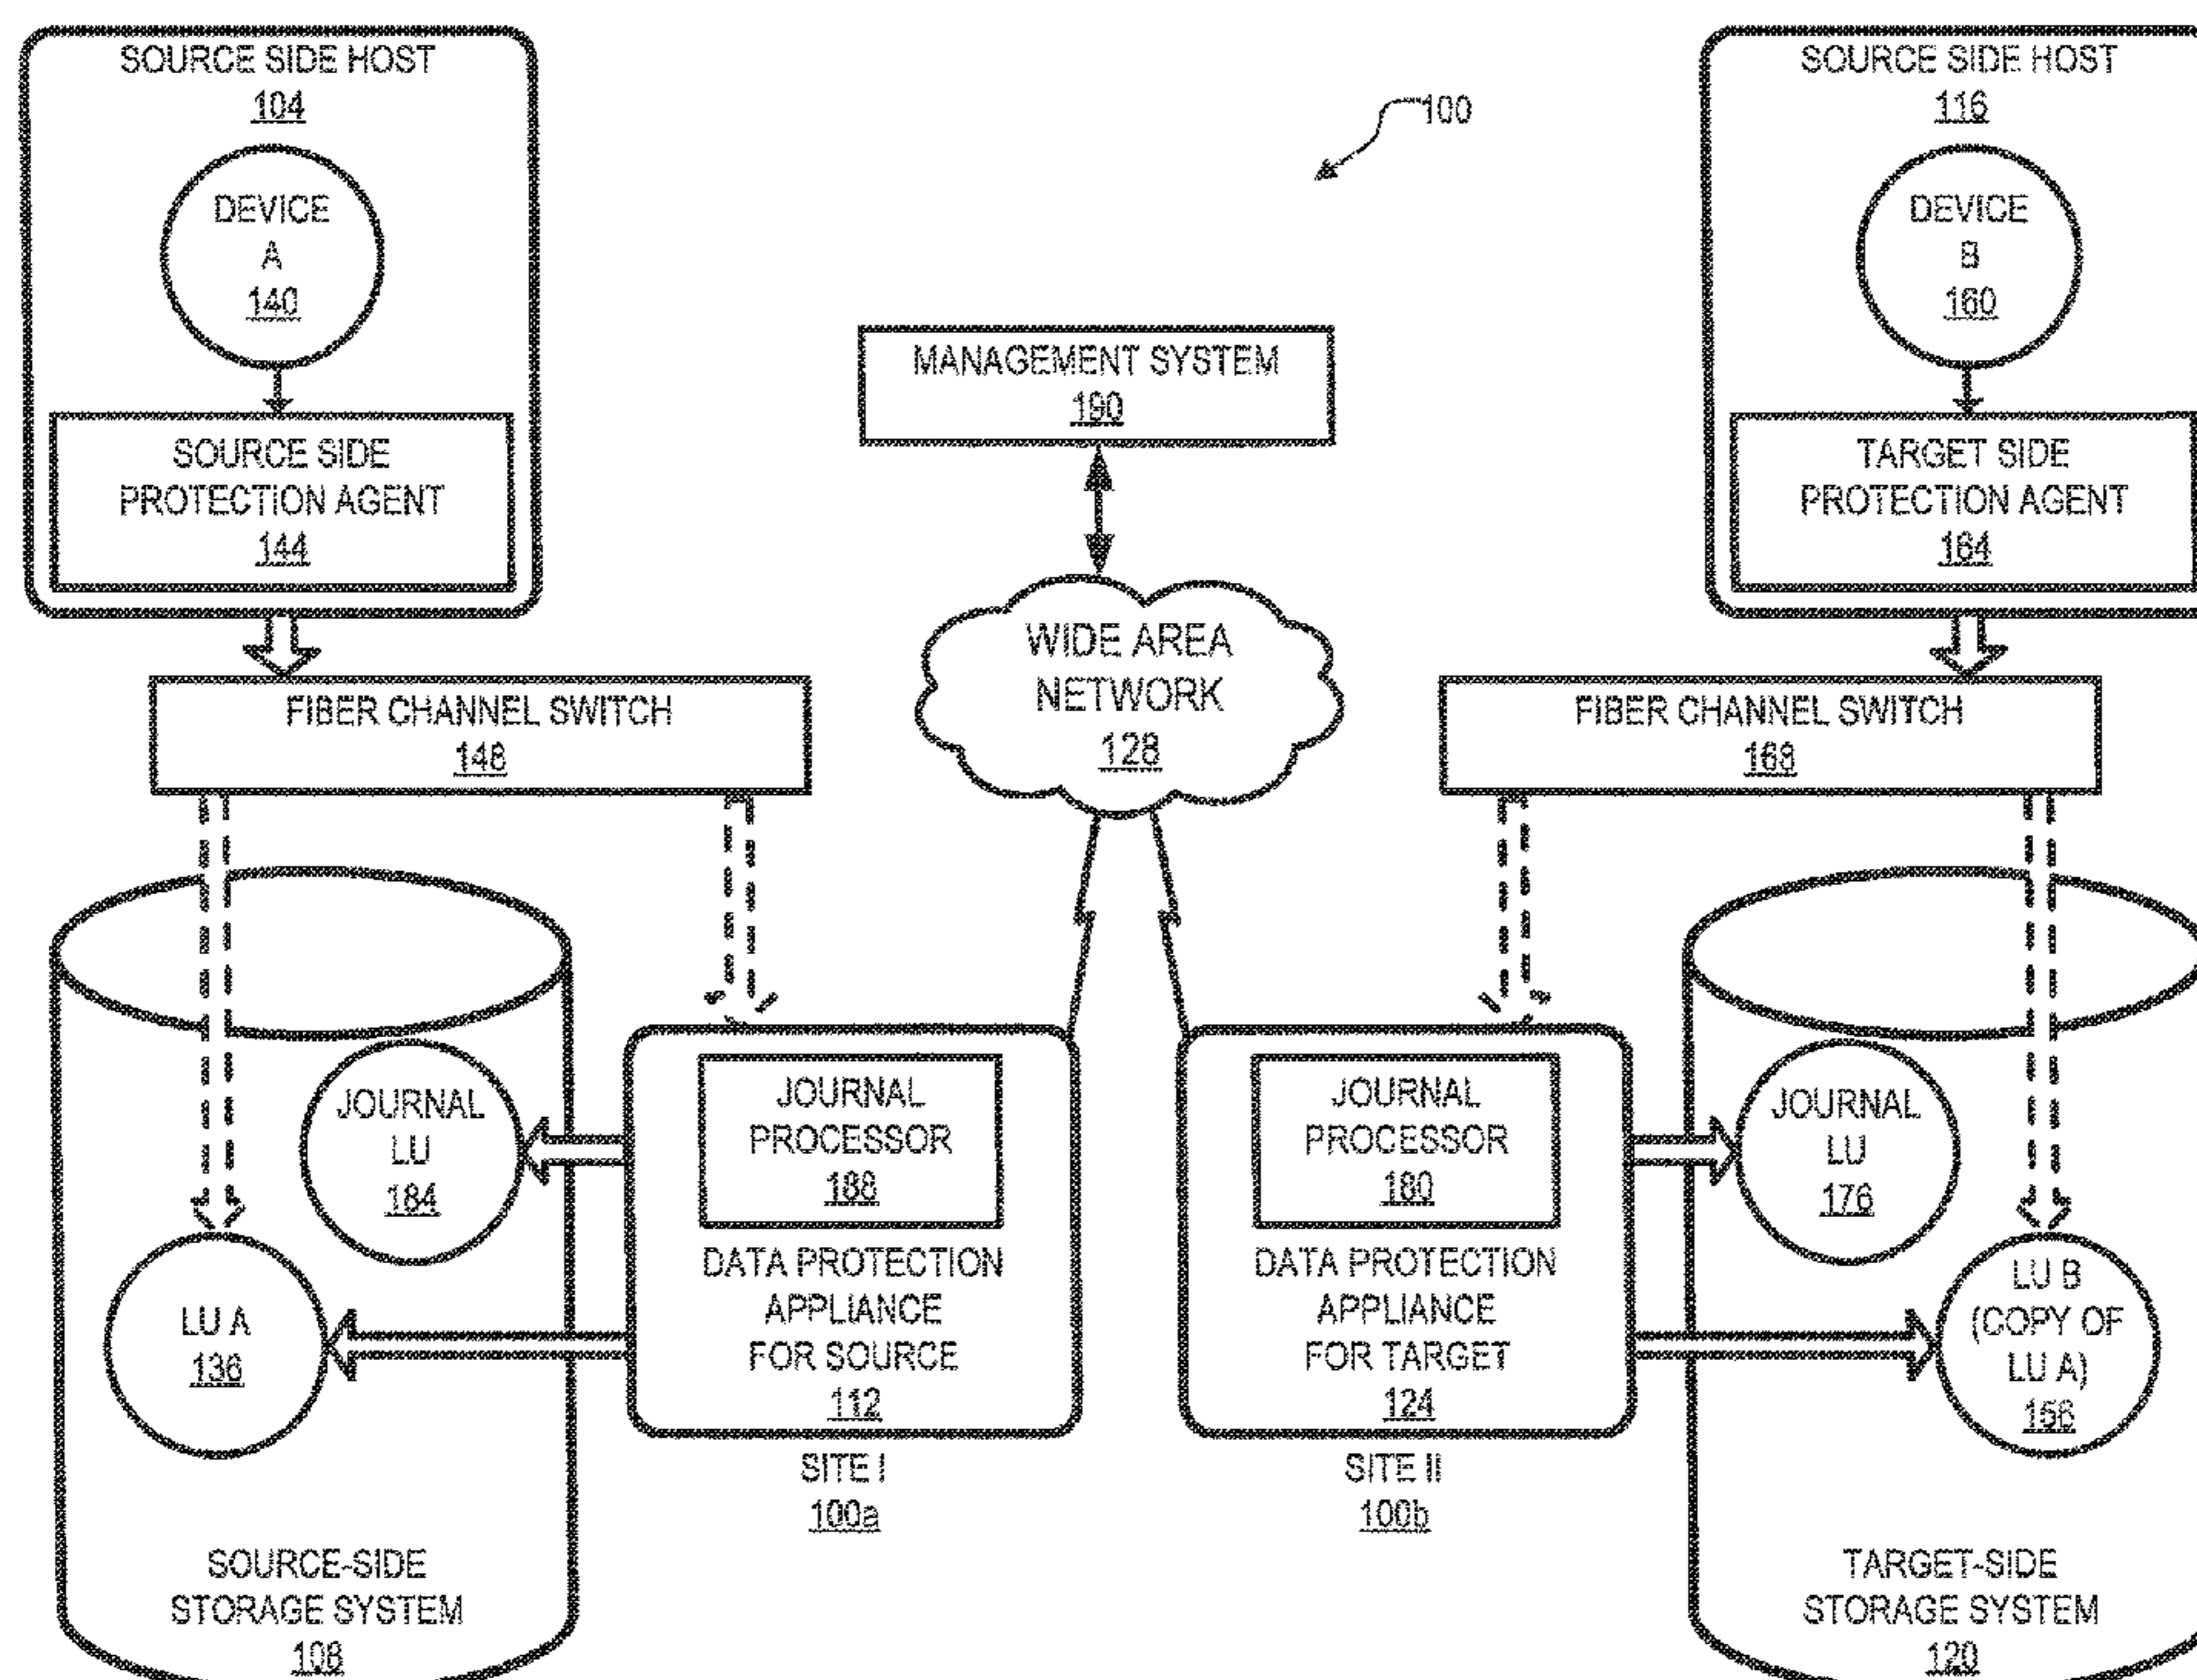 SOURCE SIDE HOST
104
DEVICE
A
140
SOURCE SIDE
PROTECTION AGENT
144
100
SOURCE SIDE HOST
116
DEVICE
B
160
TARGET SIDE
PROTECTION AGENT
164
MANAGEMENT SYSTEM
190
WIDE AREA
NETWORK
128
FIBER CHANNEL SWITCH
148
FIBER CHANNEL SWITCH
168
JOURNAL
LU
184
LU A
136
SOURCE-SIDE
STORAGE SYSTEM
108
JOURNAL
PROCESSOR
188
DATA PROTECTION
APPLIANCE
FOR SOURCE
112
SITE I
100a
JOURNAL
PROCESSOR
180
DATA PROTECTION
APPLIANCE
FOR TARGET
124
SITE II
100b
JOURNAL
LU
176
LU B
(COPY OF
LU A)
156
TARGET-SIDE
STORAGE SYSTEM
120